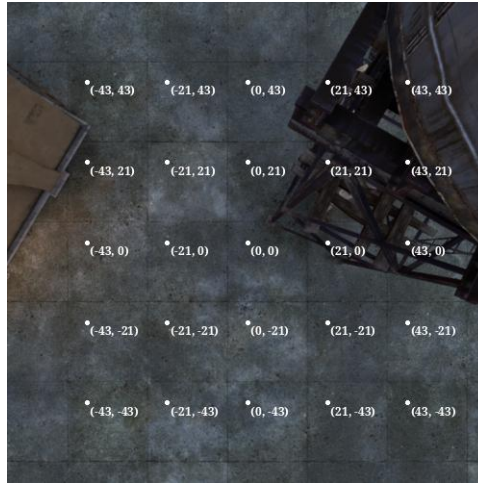 (-43, 43) (-21, 43) (0, 43) (21, 43) (43, 43)
(-43, 21) (-21, 21) (0, 21) (21, 21) (43, 21)
(-43, 0) (-21, 0) (0, 0) (21, 0) (43, 0)
(-43, -21) (-21, -21) (0, -21) (21, -21) (43, -21)
(-43, -43) (-21, -43) (0, -43) (21, -43) (43, -43)